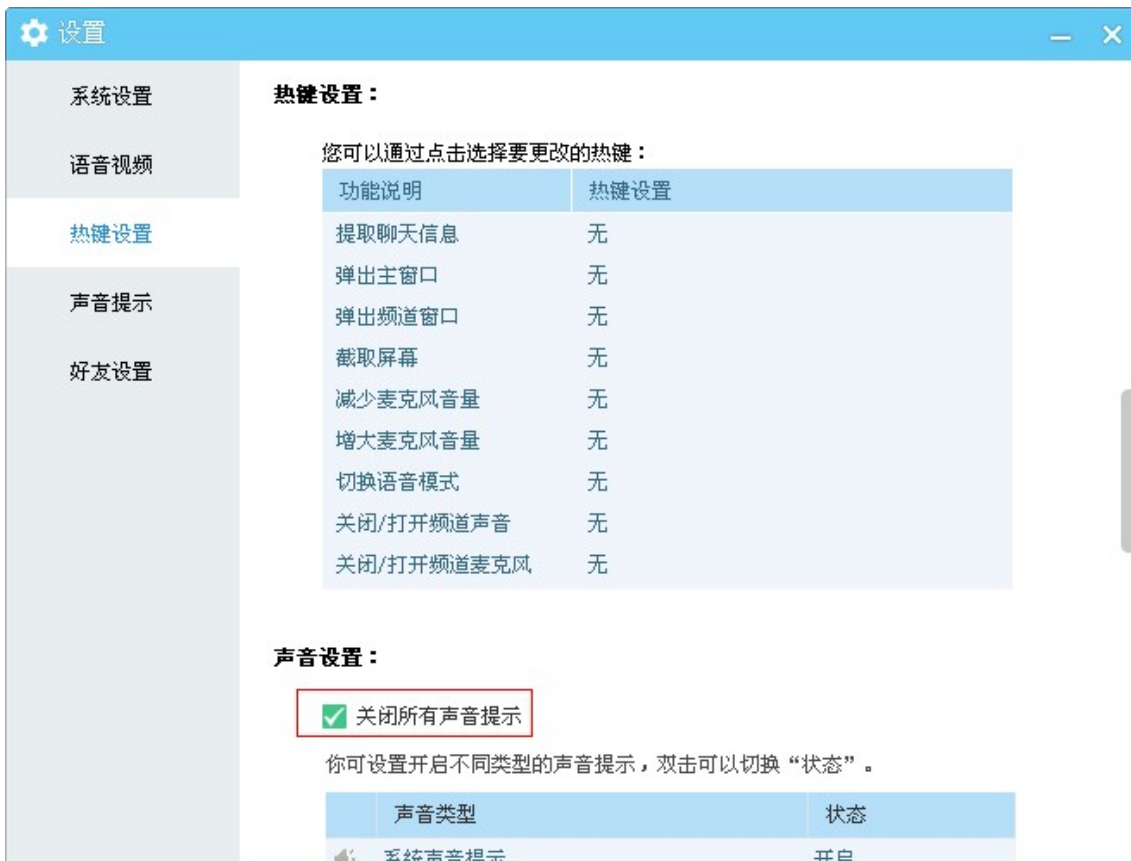 设置
系统设置
语音视频
热键设置
声音提示
好友设置
热键设置：
您可以通过点击选择要更改的热键：
功能说明 热键设置
提取聊天信息 无
弹出主窗口 无
弹出频道窗口 无
截取屏幕 无
减少麦克风音量 无
增大麦克风音量 无
切换语音模式 无
关闭/打开频道声音 无
关闭/打开频道麦克风 无
声音设置：
关闭所有声音提示
你可设置开启不同类型的声音提示，双击可以切换“状态”。
声音类型 状态
系统声音提示 开启